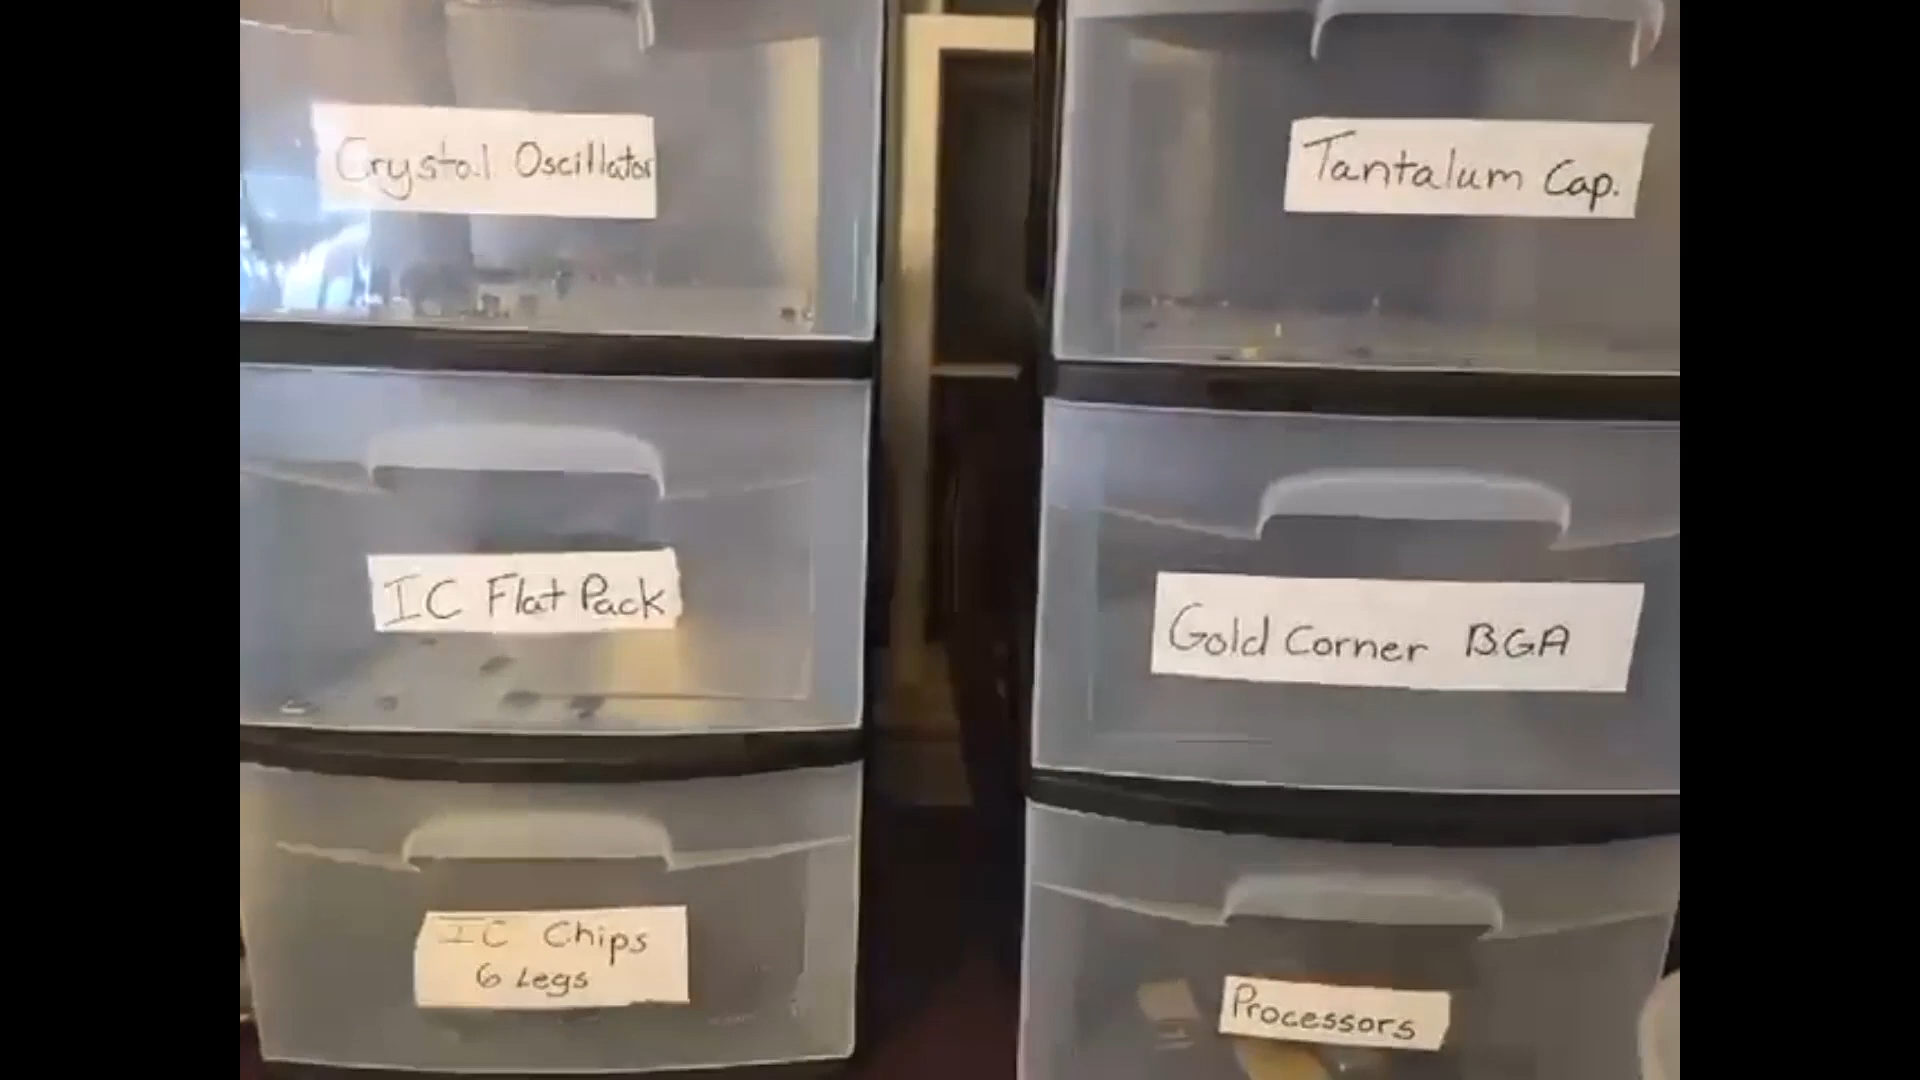 Crystal Oscillator
Tantalum Cap.
IC Flat Pack
Gold Corner BGA
IC Chips
6 Legs
Processors